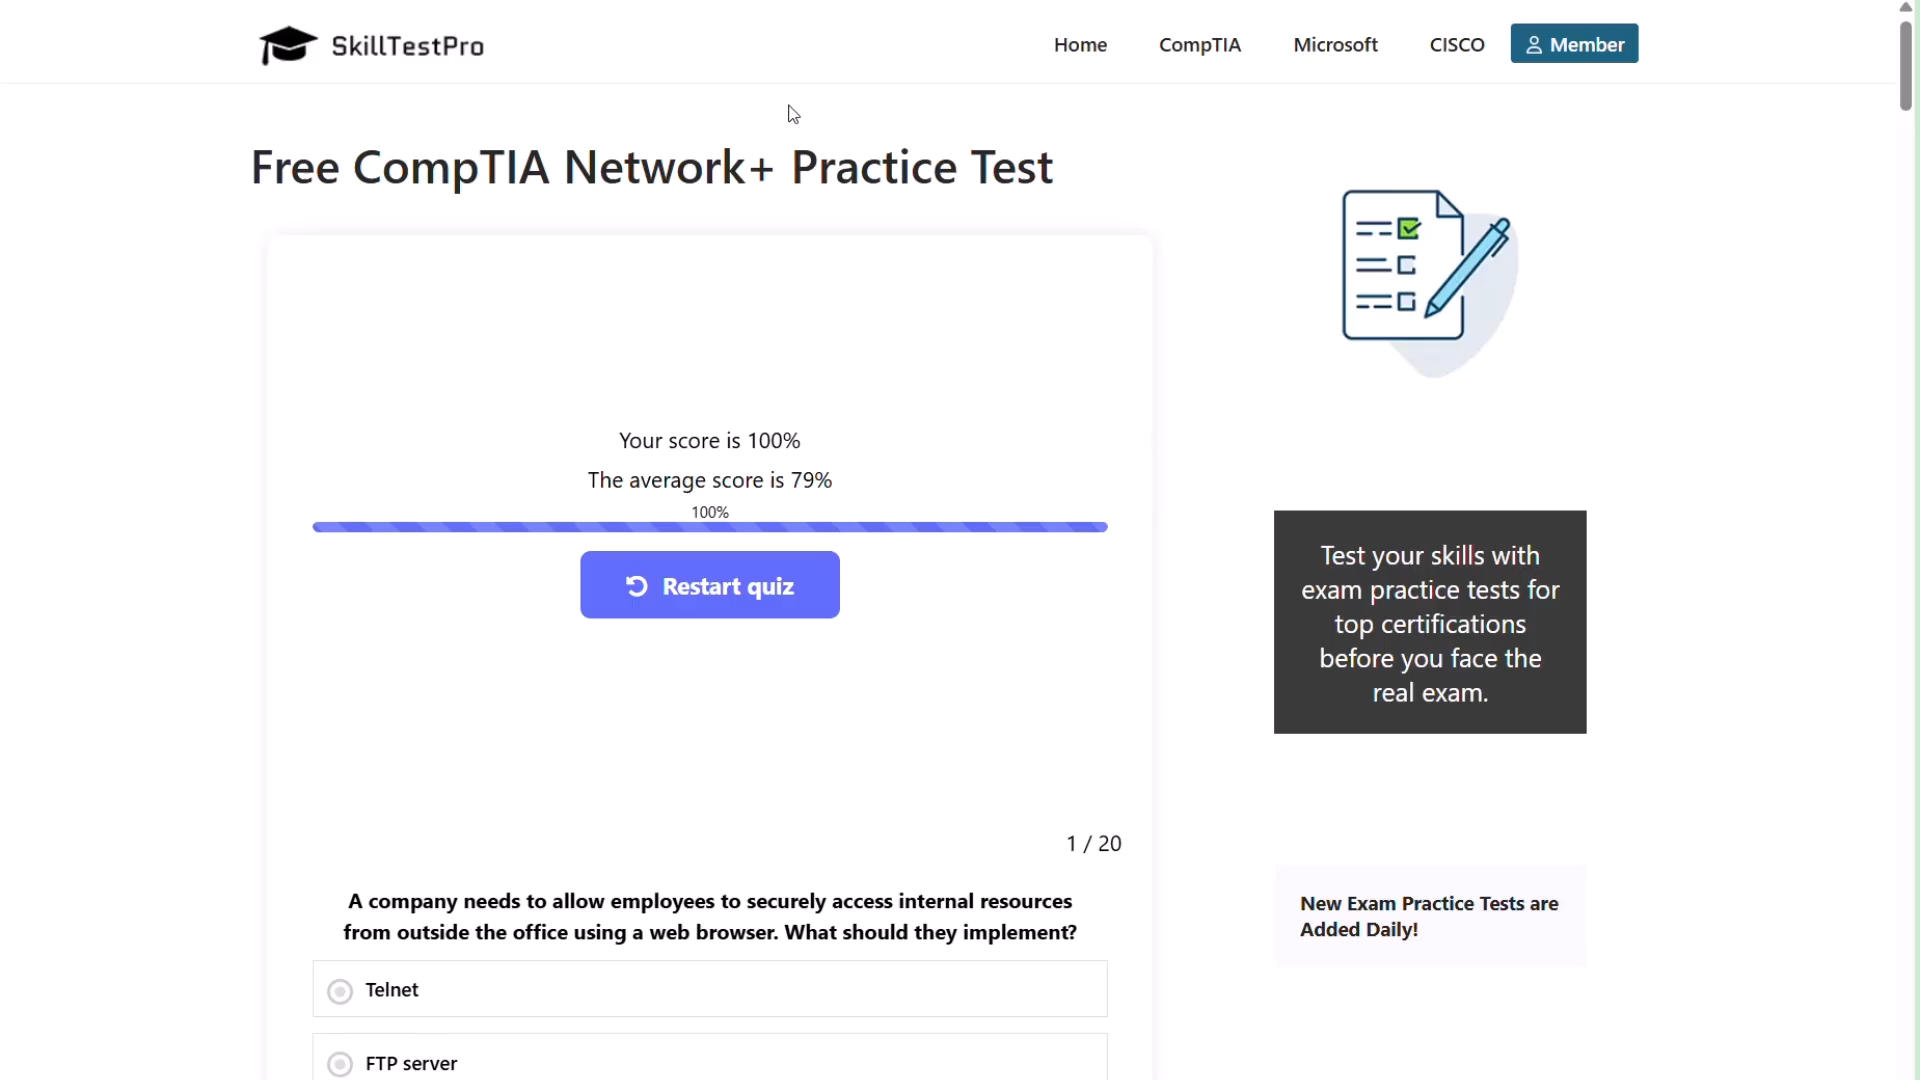 SkillTestPro
Home
CompTIA
Microsoft
CISCO
Member
Free CompTIA Network+ Practice Test
Your score is 100%
The average score is 79%
100%
Restart quiz
1 / 20
A company needs to allow employees to securely access internal resources
from outside the office using a web browser. What should they implement?
Telnet
FTP server
Test your skills with
exam practice tests for
top certifications
before you face the
real exam.
New Exam Practice Tests are
Added Daily!